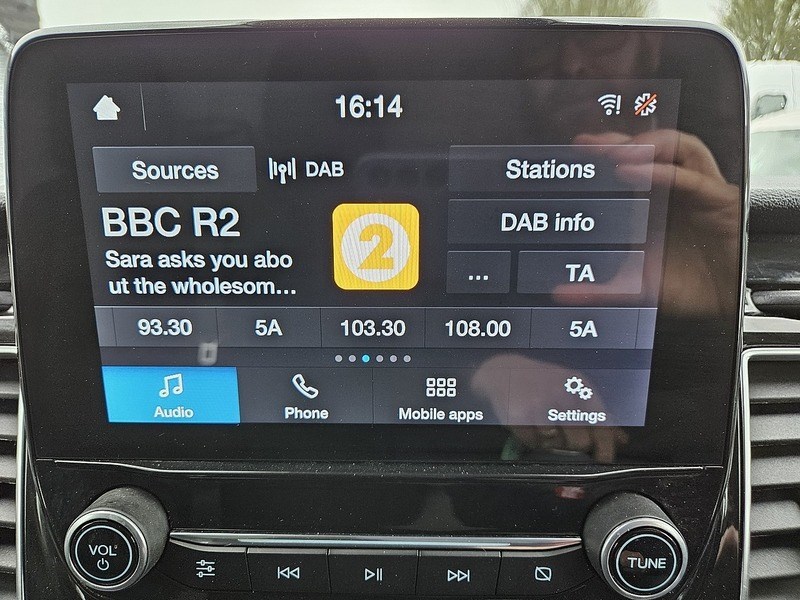 16:14
Sources
DAB
Stations
BBC R2
2
DAB info
Sara asks you abo
ut the wholesom...
...
TA
93.30
5A
103.30
108.00
5A
Audio
Phone
Mobile apps
Settings
VOL
TUNE